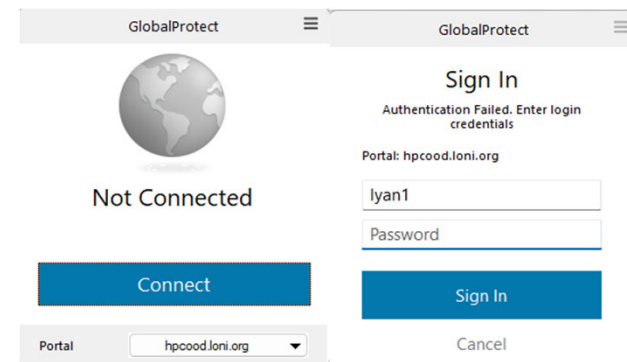 GlobalProtect
Not Connected
Connect
Portal
hpcood.loni.org
GlobalProtect
Sign In
Authentication Failed. Enter login
credentials
Portal: hpcood.loni.org
lyan1
Password
Sign In
Cancel